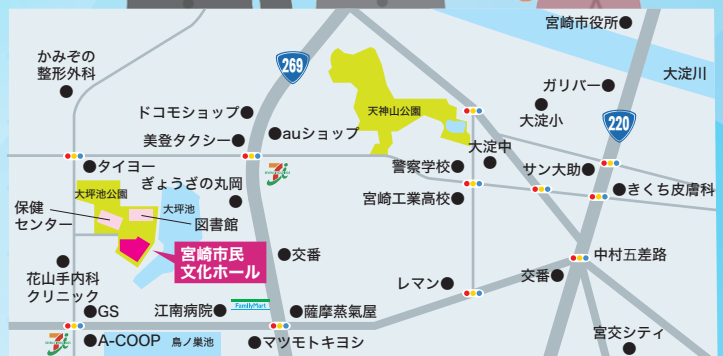 宮崎市役所
かみぞの
整形外科
269
大淀川
ガリバー
ドコモショップ
天神山公園
220
大淀小
美登タクシー
auショップ
大淀中
タイヨー
警察学校
サン大助
大坪池公園
ぎょうざの丸岡
きくち皮膚科
保健
センター
大坪池
宮崎工業高校
図書館
宮崎市民
文化ホール
交番
中村五差路
花山手内科
クリニック
レマン
交番
GS
江南病院
FamilyMart
薩摩蒸氣屋
A-COOP
鳥ノ巣池
マツモトキヨシ
宮交シティ